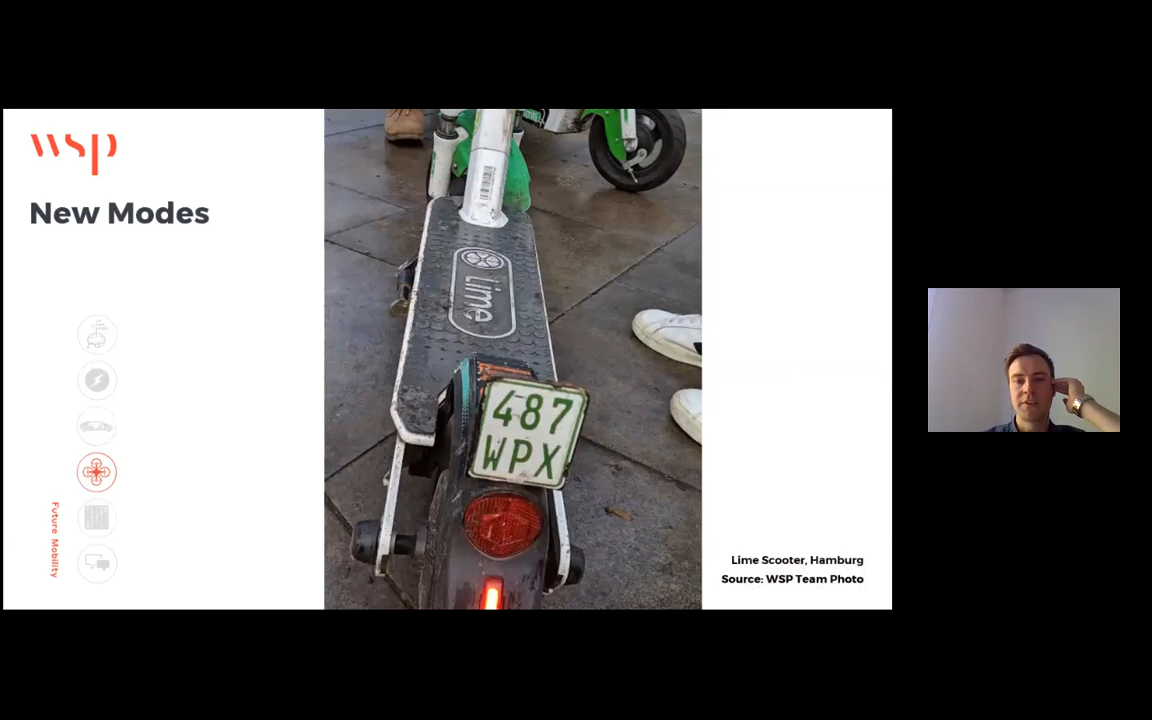 wsp
New Modes
Lime
487
WPX
Future Mobility
Lime Scooter, Hamburg
Source: WSP Team Photo